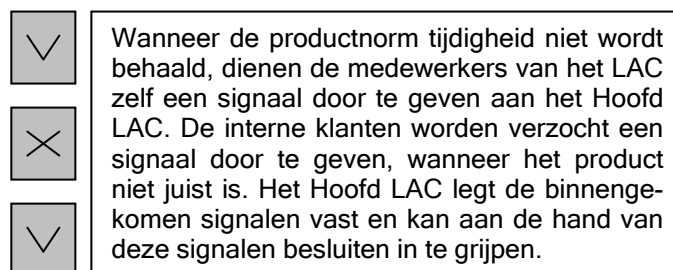 Wanneer de productnorm tijdigheid niet wordt
behaald, dienen de medewerkers van het LAC
zelf een signaal door te geven aan het Hoofd
LAC. De interne klanten worden verzocht een
signaal door te geven, wanneer het product
niet juist is. Het Hoofd LAC legt de binnenge-
komen signalen vast en kan aan de hand van
deze signalen besluiten in te grijpen.